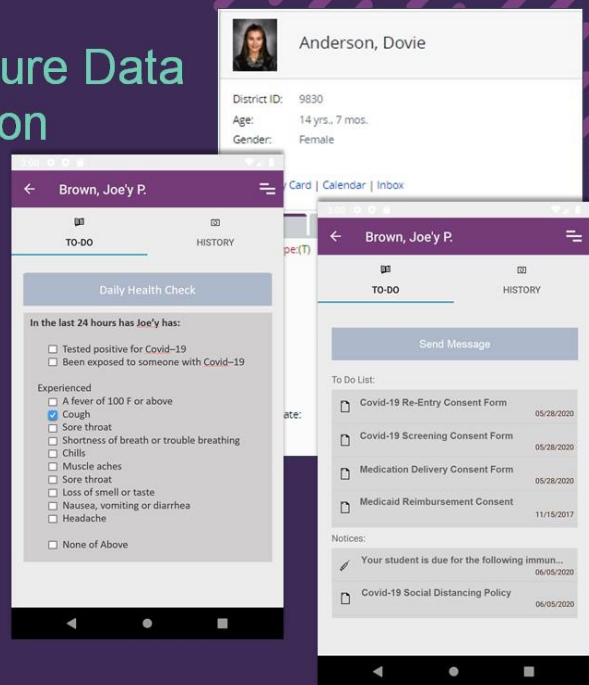 ure Data
on
Anderson, Dovie
District ID: 9830
Age: 14 yrs., 7 mos.
Gender: Female
Card | Calendar | Inbox
pe:(T)
ate:
3:00
Brown, Joe'y P.
TO-DO HISTORY
Daily Health Check
In the last 24 hours has Joe'y has:
Tested positive for Covid–19
Been exposed to someone with Covid–19
Experienced
A fever of 100 F or above
Cough
Sore throat
Shortness of breath or trouble breathing
Chills
Muscle aches
Sore throat
Loss of smell or taste
Nausea, vomiting or diarrhea
Headache
None of Above
3:00
Brown, Joe'y P.
TO-DO HISTORY
Send Message
To Do List:
Covid-19 Re-Entry Consent Form
05/28/2020
Covid-19 Screening Consent Form
05/28/2020
Medication Delivery Consent Form
05/28/2020
Medicaid Reimbursement Consent
11/15/2017
Notices:
Your student is due for the following immun...
06/05/2020
Covid-19 Social Distancing Policy
06/05/2020